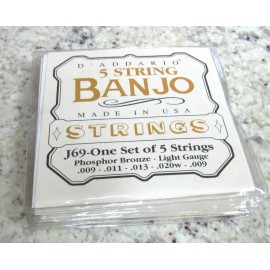 D'ADDARIO
5 STRING
BANJO
MADE IN USA
STRINGS
J69-One Set of 5 Strings
Phosphor Bronze - Light Gauge
.009 - .011 - .013 - .020w - .009